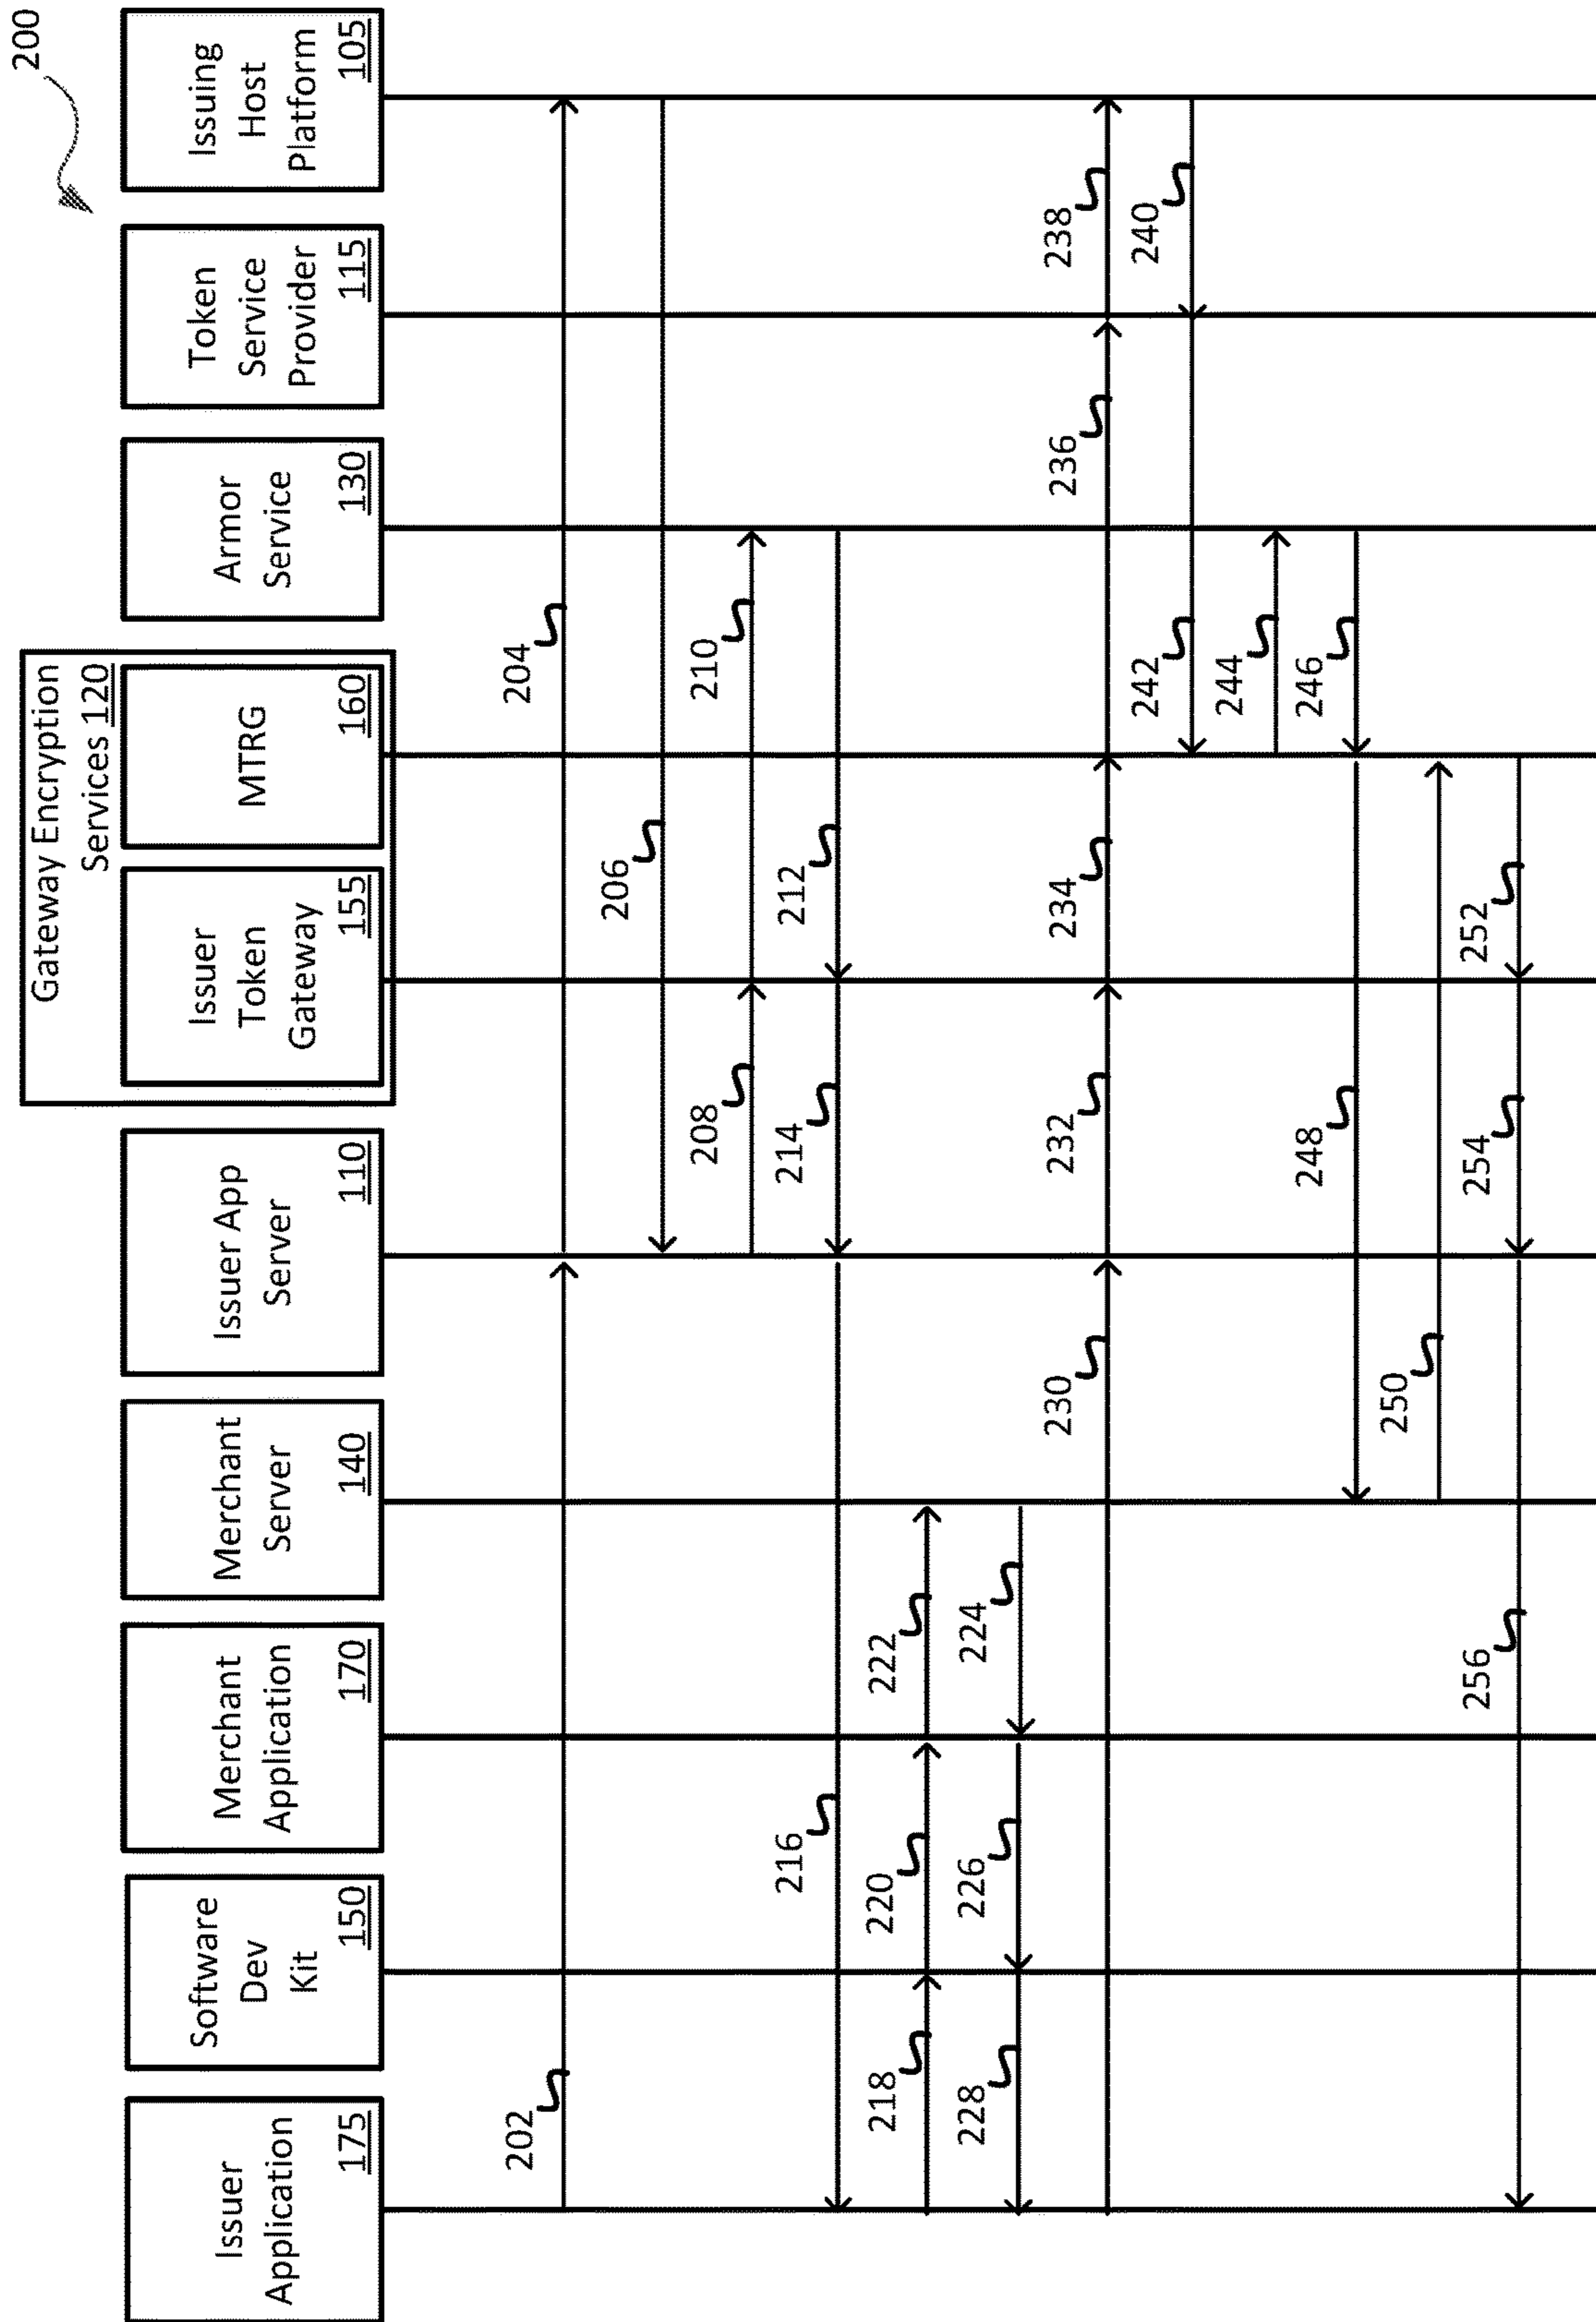 200
Issuer
Application
175
Software
Dev
Kit
150
Merchant
Application
170
Merchant
Server
140
Issuer App
Server
110
Gateway Encryption
Services 120
Issuer
Token
Gateway
155
MTRG
160
Armor
Service
130
Token
Service
Provider
115
Issuing
Host
Platform
105
202
204
206
208
210
212
214
216
218
220
222
224
226
228
230
232
234
236
238
240
242
244
246
248
250
252
254
256